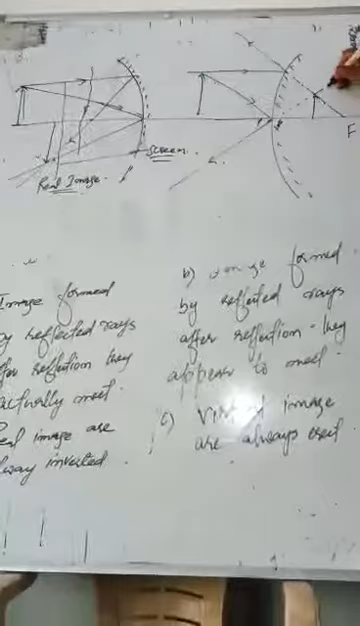 F
Screen.
Real Image.
Image formed
by reflected rays
after reflection they
actually meet.
Real image are
always inverted.
b) formed
by reflected rays
after reflection they
appear to meet.
c) Virtual image
are always erect